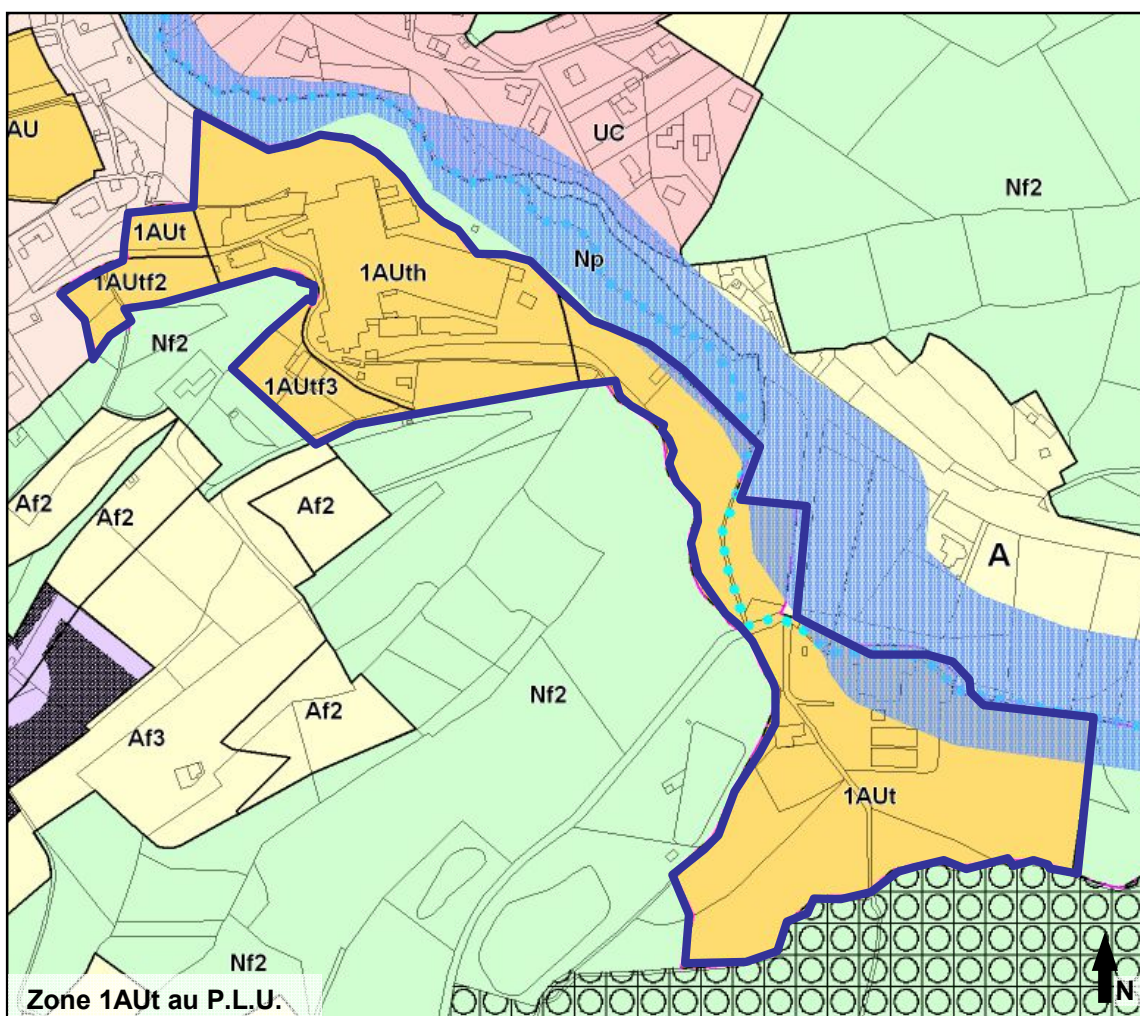 AU
UC
Nf2
1AUt
1AUtf2
1AUth
Np
Nf2
1AUtf3
Af2
Af2
Af2
A
Nf2
Af2
Af3
1AUt
Nf2
Zone 1AUt au P.L.U.
N